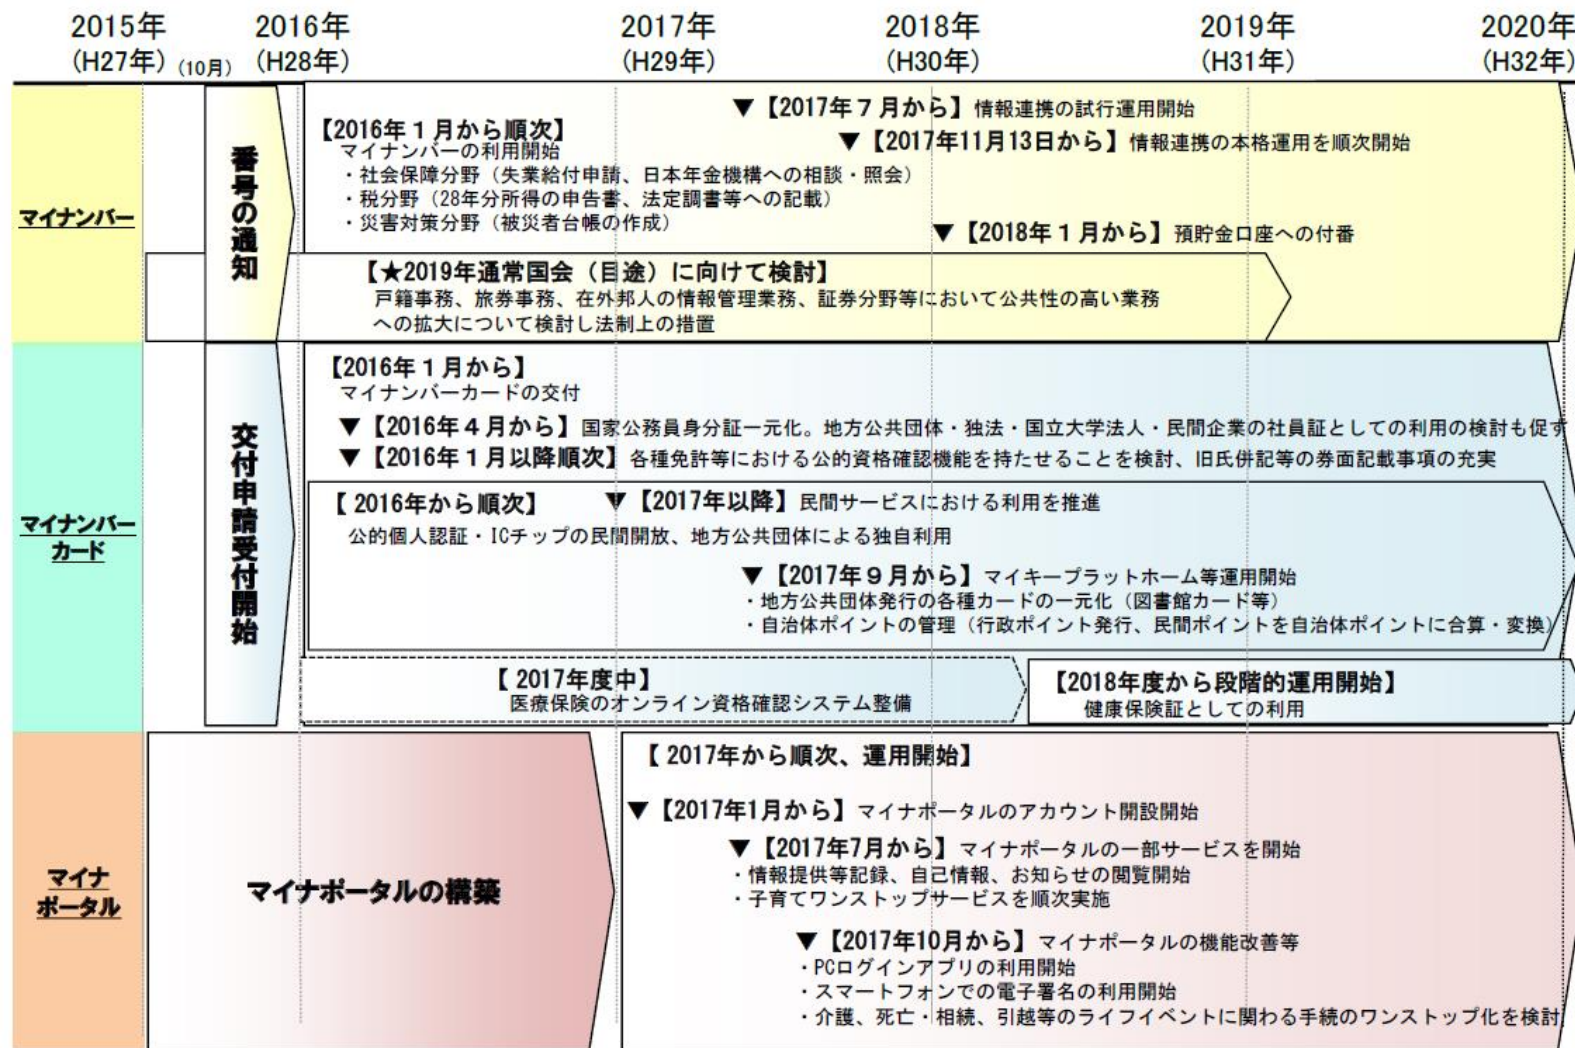 2015年 2016年 2017年 2018年 2019年 2020年
(H27年) (10月) (H28年) (H29年) (H30年) (H31年) (H32年)
マイナンバー
番号の通知
【2016年１月から順次】
マイナンバーの利用開始
・社会保障分野（失業給付申請、日本年金機構への相談・照会）
・税分野（28年分所得の申告書、法定調書等への記載）
・災害対策分野（被災者台帳の作成）
▼【2017年７月から】情報連携の試行運用開始
▼【2017年11月13日から】情報連携の本格運用を順次開始
▼【2018年１月から】預貯金口座への付番
【★2019年通常国会（目途）に向けて検討】
戸籍事務、旅券事務、在外邦人の情報管理業務、証券分野等において公共性の高い業務
への拡大について検討し法制上の措置
マイナンバー
カード
交付申請受付開始
【2016年１月から】
マイナンバーカードの交付
▼【2016年４月から】国家公務員身分証一元化。地方公共団体・独法・国立大学法人・民間企業の社員証としての利用の検討も促す
▼【2016年１月以降順次】各種免許等における公的資格確認機能を持たせることを検討、旧氏併記等の券面記載事項の充実
【 2016年から順次】
▼【2017年以降】民間サービスにおける利用を推進
公的個人認証・ICチップの民間開放、地方公共団体による独自利用
▼【2017年９月から】マイキープラットホーム等運用開始
・地方公共団体発行の各種カードの一元化（図書館カード等）
・自治体ポイントの管理（行政ポイント発行、民間ポイントを自治体ポイントに合算・変換）
【 2017年度中】
医療保険のオンライン資格確認システム整備
【2018年度から段階的運用開始】
健康保険証としての利用
マイナ
ポータル
マイナポータルの構築
【 2017年から順次、運用開始】
▼【2017年1月から】マイナポータルのアカウント開設開始
▼【2017年7月から】マイナポータルの一部サービスを開始
・情報提供等記録、自己情報、お知らせの閲覧開始
・子育てワンストップサービスを順次実施
▼【2017年10月から】マイナポータルの機能改善等
・PCログインアプリの利用開始
・スマートフォンでの電子署名の利用開始
・介護、死亡・相続、引越等のライフイベントに関わる手続のワンストップ化を検討